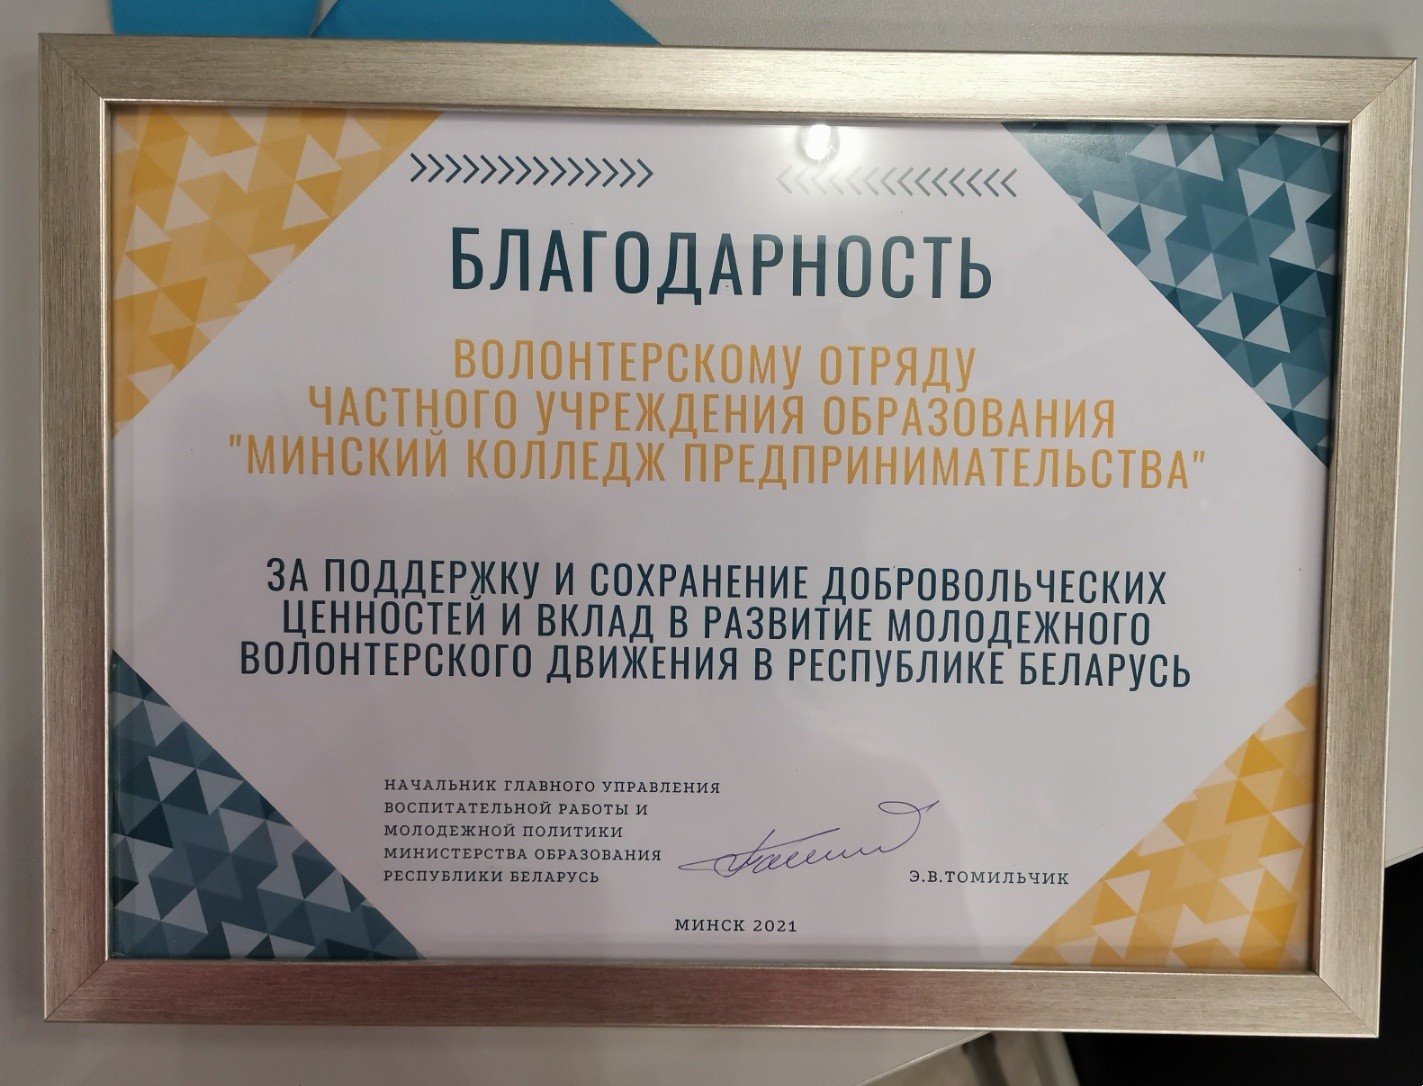 БЛАГОДАРНОСТЬ
ВОЛОНТЕРСКОМУ ОТРЯДУ
ЧАСТНОГО УЧРЕЖДЕНИЯ ОБРАЗОВАНИЯ
"МИНСКИЙ КОЛЛЕДЖ ПРЕДПРИНИМАТЕЛЬСТВА"
ЗА ПОДДЕРЖКУ И СОХРАНЕНИЕ ДОБРОВОЛЬЧЕСКИХ
ЦЕННОСТЕЙ И ВКЛАД В РАЗВИТИЕ МОЛОДЕЖНОГО
ВОЛОНТЕРСКОГО ДВИЖЕНИЯ В РЕСПУБЛИКЕ БЕЛАРУСЬ
НАЧАЛЬНИК ГЛАВНОГО УПРАВЛЕНИЯ
ВОСПИТАТЕЛЬНОЙ РАБОТЫ И
МОЛОДЕЖНОЙ ПОЛИТИКИ
МИНИСТЕРСТВА ОБРАЗОВАНИЯ
РЕСПУБЛИКИ БЕЛАРУСЬ
Э.В.ТОМИЛЬЧИК
МИНСК 2021